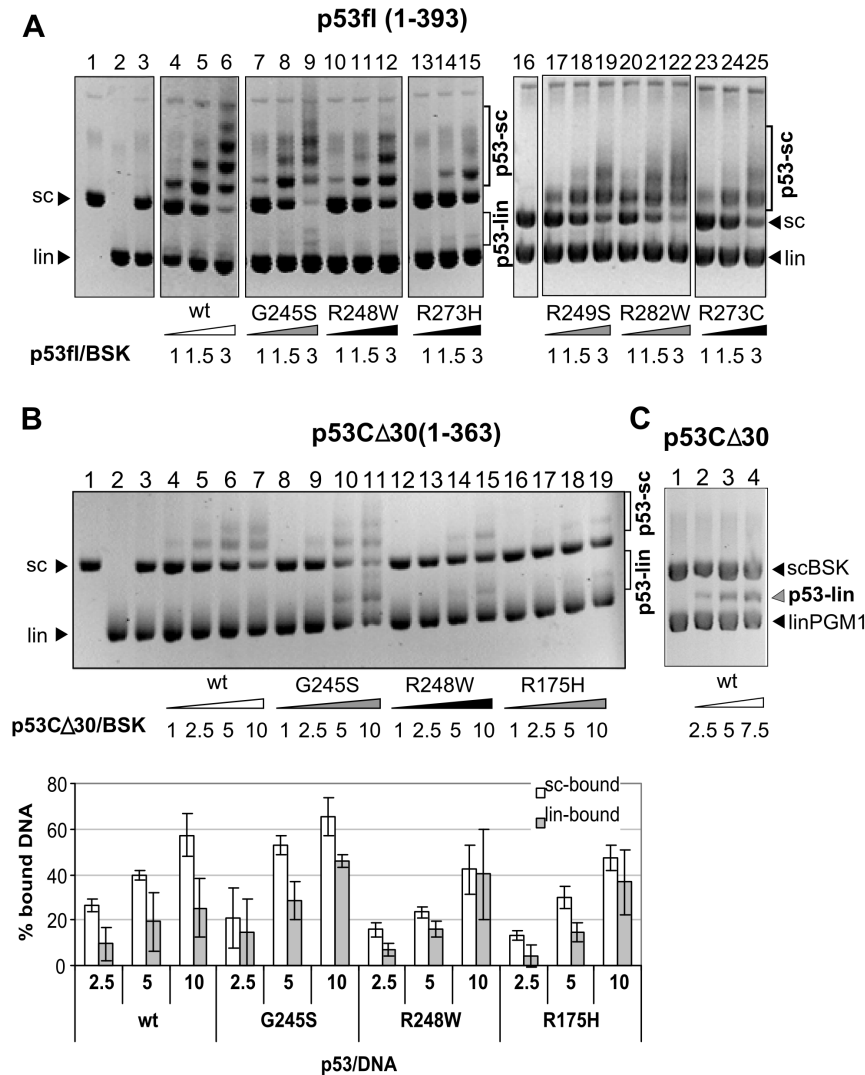 A
p53fl (1-393)
1 2 3 4 5 6 7 8 9 10 11 12 13 14 15 16 17 18 19 20 21 22 23 24 25
sc
lin
p53-sc
p53-lin
p53-sc
sc
lin
wt G245S R248W R273H R249S R282W R273C
p53fl/BSK 1 1.5 3 1 1.5 3 1 1.5 3 1 1.5 3 1 1.5 3 1 1.5 3 1 1.5 3
B
p53CΔ30(1-363)
1 2 3 4 5 6 7 8 9 10 11 12 13 14 15 16 17 18 19
sc
lin
p53-sc
p53-lin
wt G245S R248W R175H
p53CΔ30/BSK 1 2.5 5 10 1 2.5 5 10 1 2.5 5 10 1 2.5 5 10
C
p53CΔ30
1 2 3 4
scBSK
p53-lin
linPGM1
wt
2.5 5 7.5
% bound DNA
80
60
40
20
0
sc-bound
lin-bound
2.5 5 10 2.5 5 10 2.5 5 10 2.5 5 10
wt G245S R248W R175H
p53/DNA